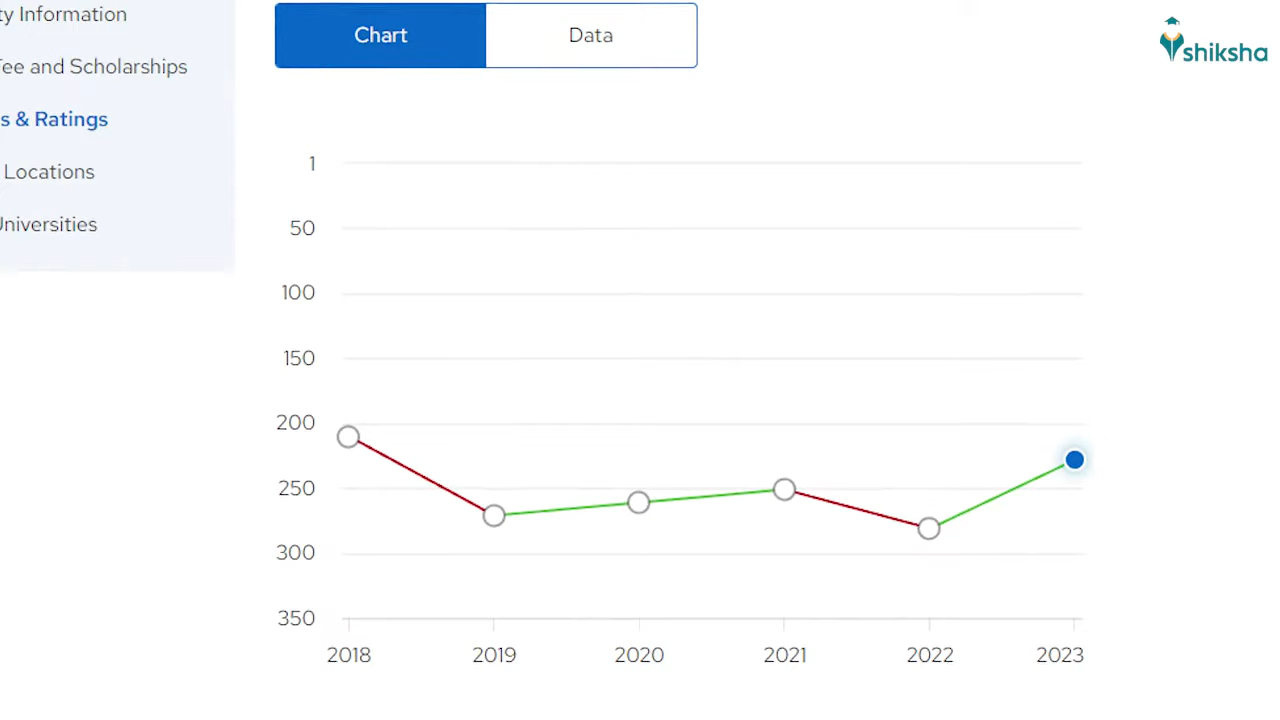 ty Information
Fee and Scholarships
s & Ratings
Locations
Universities
Chart
Data
shiksha
1
50
100
150
200
250
300
350
2018
2019
2020
2021
2022
2023